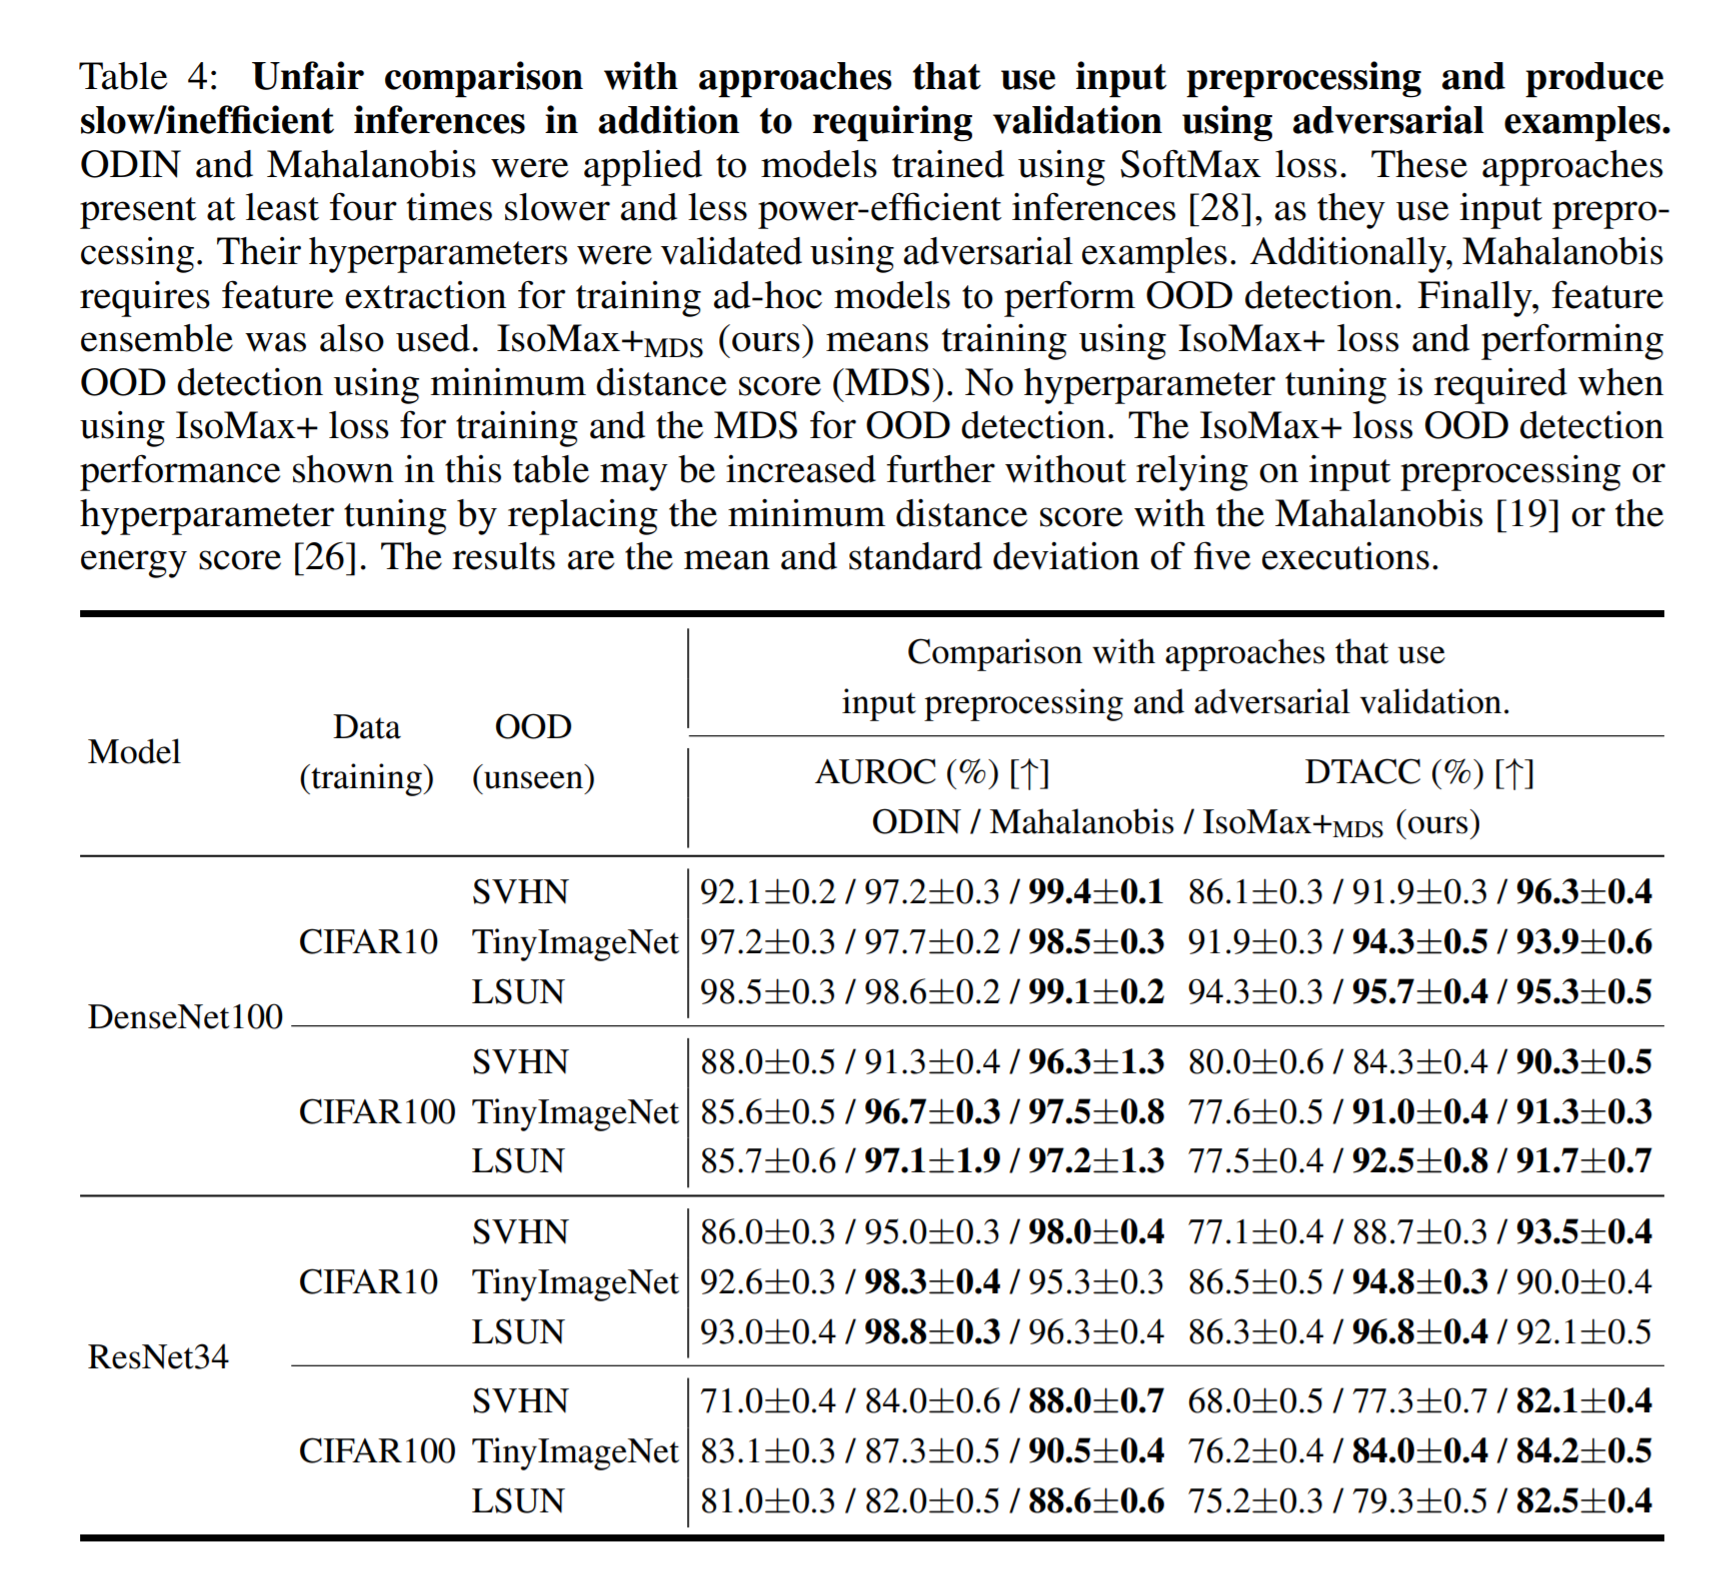 Table 4: Unfair comparison with approaches that use input preprocessing and produce
slow/inefficient inferences in addition to requiring validation using adversarial examples.
ODIN and Mahalanobis were applied to models trained using SoftMax loss. These approaches
present at least four times slower and less power-efficient inferences [28], as they use input prepro-
cessing. Their hyperparameters were validated using adversarial examples. Additionally, Mahalanobis
requires feature extraction for training ad-hoc models to perform OOD detection. Finally, feature
ensemble was also used. IsoMax+MDS (ours) means training using IsoMax+ loss and performing
OOD detection using minimum distance score (MDS). No hyperparameter tuning is required when
using IsoMax+ loss for training and the MDS for OOD detection. The IsoMax+ loss OOD detection
performance shown in this table may be increased further without relying on input preprocessing or
hyperparameter tuning by replacing the minimum distance score with the Mahalanobis [19] or the
energy score [26]. The results are the mean and standard deviation of five executions.
Model
Data
(training)
OOD
(unseen)
Comparison with approaches that use
input preprocessing and adversarial validation.
AUROC (%) [↑] DTACC (%) [↑]
ODIN / Mahalanobis / IsoMax+MDS (ours)
DenseNet100
CIFAR10
SVHN 92.1±0.2 / 97.2±0.3 / 99.4±0.1 86.1±0.3 / 91.9±0.3 / 96.3±0.4
TinyImageNet 97.2±0.3 / 97.7±0.2 / 98.5±0.3 91.9±0.3 / 94.3±0.5 / 93.9±0.6
LSUN 98.5±0.3 / 98.6±0.2 / 99.1±0.2 94.3±0.3 / 95.7±0.4 / 95.3±0.5
CIFAR100
SVHN 88.0±0.5 / 91.3±0.4 / 96.3±1.3 80.0±0.6 / 84.3±0.4 / 90.3±0.5
TinyImageNet 85.6±0.5 / 96.7±0.3 / 97.5±0.8 77.6±0.5 / 91.0±0.4 / 91.3±0.3
LSUN 85.7±0.6 / 97.1±1.9 / 97.2±1.3 77.5±0.4 / 92.5±0.8 / 91.7±0.7
ResNet34
CIFAR10
SVHN 86.0±0.3 / 95.0±0.3 / 98.0±0.4 77.1±0.4 / 88.7±0.3 / 93.5±0.4
TinyImageNet 92.6±0.3 / 98.3±0.4 / 95.3±0.3 86.5±0.5 / 94.8±0.3 / 90.0±0.4
LSUN 93.0±0.4 / 98.8±0.3 / 96.3±0.4 86.3±0.4 / 96.8±0.4 / 92.1±0.5
CIFAR100
SVHN 71.0±0.4 / 84.0±0.6 / 88.0±0.7 68.0±0.5 / 77.3±0.7 / 82.1±0.4
TinyImageNet 83.1±0.3 / 87.3±0.5 / 90.5±0.4 76.2±0.4 / 84.0±0.4 / 84.2±0.5
LSUN 81.0±0.3 / 82.0±0.5 / 88.6±0.6 75.2±0.3 / 79.3±0.5 / 82.5±0.4